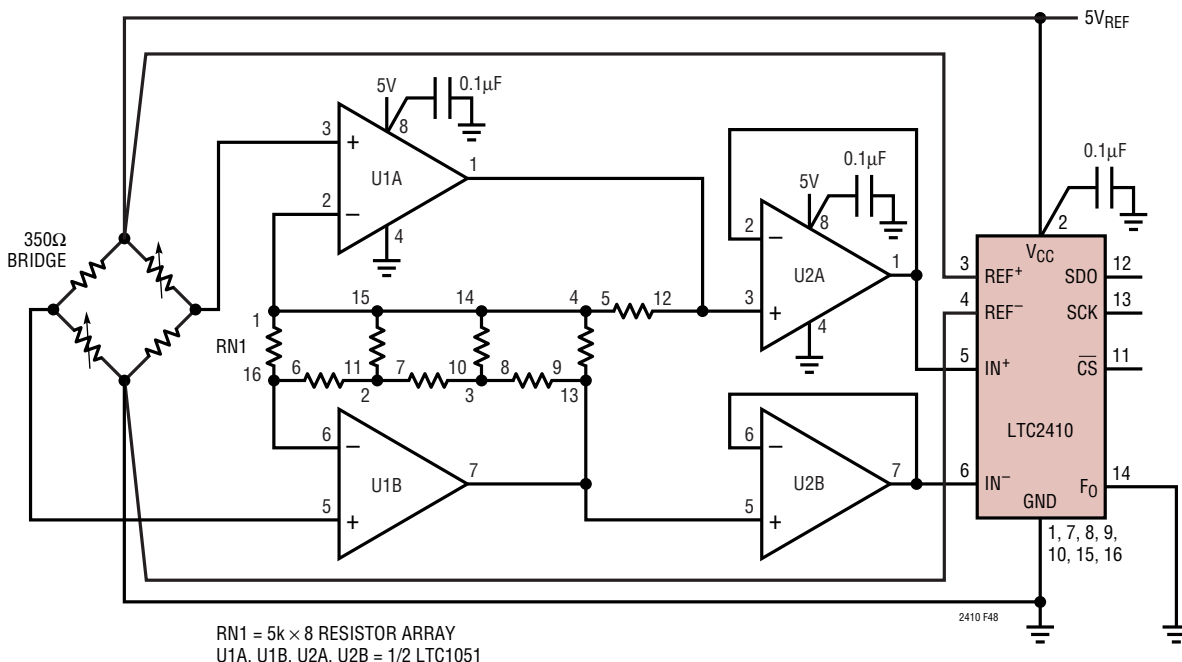 5VREF
5V
0.1µF
8
3
+
U1A
1
2
−
4
350Ω
BRIDGE
5V
0.1µF
8
2
−
U2A
1
3
+
4
0.1µF
2
VCC
3
REF+
SDO
12
4
REF−
SCK
13
5
IN+
CS
11
LTC2410
6
IN−
FO
14
GND
1, 7, 8, 9,
10, 15, 16
1
15
14
4
5
12
RN1
16
6
11
7
10
8
9
2
3
13
6
−
U1B
7
5
+
6
−
U2B
7
5
+
2410 F48
RN1 = 5k × 8 RESISTOR ARRAY
U1A, U1B, U2A, U2B = 1/2 LTC1051